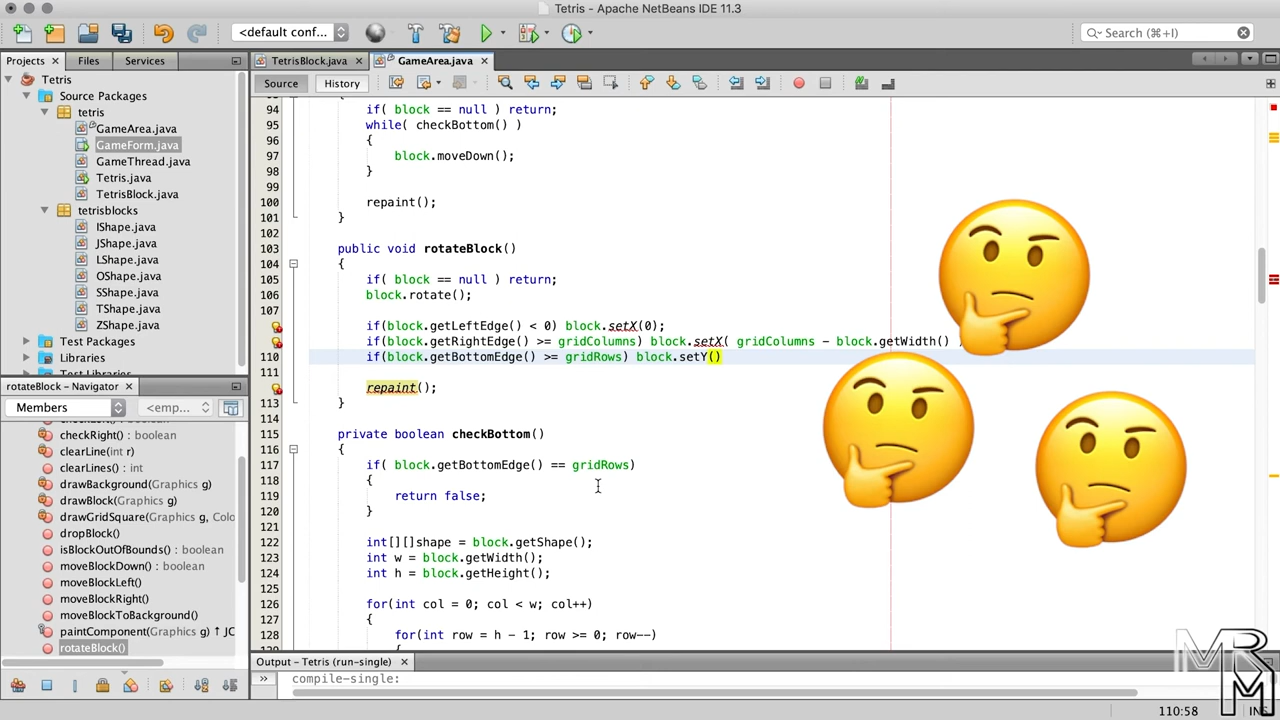 Tetris - Apache NetBeans IDE 11.3
<default conf...
Search (⌘+I)
Projects
Files
Services
TetrisBlock.java
GameArea.java
Source
History
Tetris
Source Packages
tetris
GameArea.java
GameForm.java
GameThread.java
Tetris.java
TetrisBlock.java
tetrisblocks
IShape.java
JShape.java
LShape.java
OShape.java
SShape.java
TShape.java
ZShape.java
Test Packages
Libraries
rotateBlock() - Navigator
Members
<emp...
checkRight() : boolean
clearLine(int r)
clearLines() : int
drawBackground(Graphics g)
drawBlock(Graphics g)
drawGridSquare(Graphics g, Colo
dropBlock()
isBlockOutOfBounds() : boolean
moveBlockDown() : boolean
moveBlockLeft()
moveBlockRight()
moveBlockToBackground()
paintComponent(Graphics g) ↑ JC
rotateBlock()
94 if( block == null ) return;
95 while( checkBottom() )
96 {
97 block.moveDown();
98 }
99
100 repaint();
101 }
102
103 public void rotateBlock()
104 {
105 if( block == null ) return;
106 block.rotate();
107
if(block.getLeftEdge() < 0) block.setX(0);
if(block.getRightEdge() >= gridColumns) block.setX( gridColumns - block.getWidth() )
110 if(block.getBottomEdge() >= gridRows) block.setY()
111
repaint();
113 }
114
115 private boolean checkBottom()
116 {
117 if( block.getBottomEdge() == gridRows)
118 {
119 return false;
120 }
121
122 int[][]shape = block.getShape();
123 int w = block.getWidth();
124 int h = block.getHeight();
125
126 for(int col = 0; col < w; col++)
127 {
128 for(int row = h - 1; row >= 0; row--)
Output - Tetris (run-single)
compile-single:
110:58
INS
MR
M